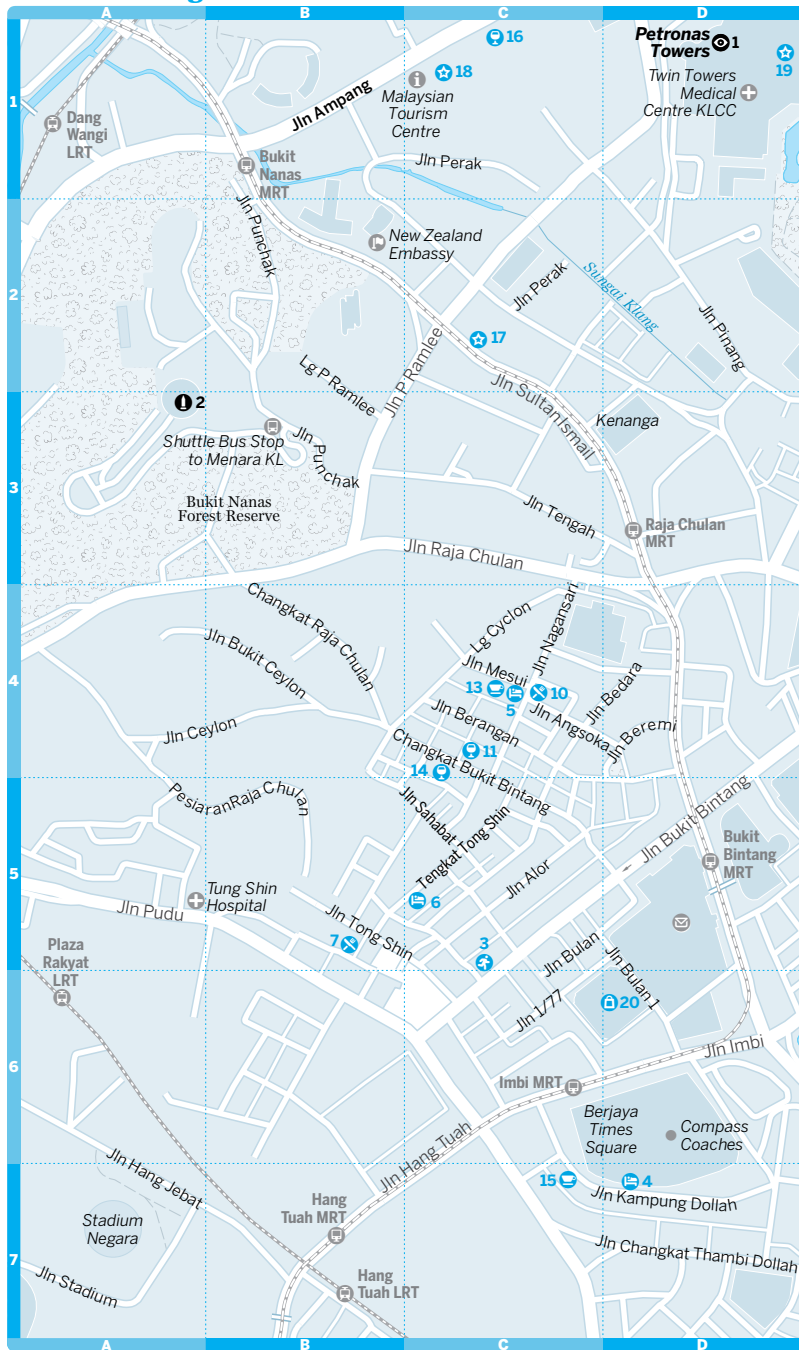 A
B
C
D
1
2
3
4
5
6
7
16
Petronas
Towers
1
18
19
Malaysian
Tourism
Centre
Twin Towers
Medical
Centre KLCC
Jln Ampang
Dang
Wangi
LRT
Bukit
Nanas
MRT
Jln Perak
Jln Punchak
New Zealand
Embassy
Jln Perak
Sungai Klang
Jln Pinang
17
Jln P Ramlee
Lg P Ramlee
Jln Sultan Ismail
2
Kenanga
Shuttle Bus Stop
to Menara KL
Jln
Punchak
Bukit Nanas
Forest Reserve
Jln Tengah
Raja Chulan
MRT
Jln Raja Chulan
Changkat Raja Chulan
Lg Cyclon
Jln Nagansari
Jln Bukit Ceylon
Jln Mesui
13
5
10
Jln Bedara
Jln Angsoka
Jln Beremi
Jln Berangan
Jln Ceylon
11
Changkat Bukit Bintang
14
PesiaranRaja Chulan
Jln Sahabat
Tengkat Tong Shin
Jln Bukit Bintang
Bukit
Bintang
MRT
Jln Alor
Tung Shin
Hospital
6
Jln Pudu
Jln Tong Shin
7
3
Jln Bulan
Jln Bulan 1
Plaza
Rakyat
LRT
Jln 1/77
20
Jln Imbi
Imbi MRT
Berjaya
Times
Square
Compass
Coaches
Jln Hang Tuah
Jln Hang Jebat
15
4
Jln Kampung Dollah
Stadium
Negara
Hang
Tuah MRT
Jln Changkat Thambi Dollah
Jln Stadium
Hang
Tuah LRT
A
B
C
D